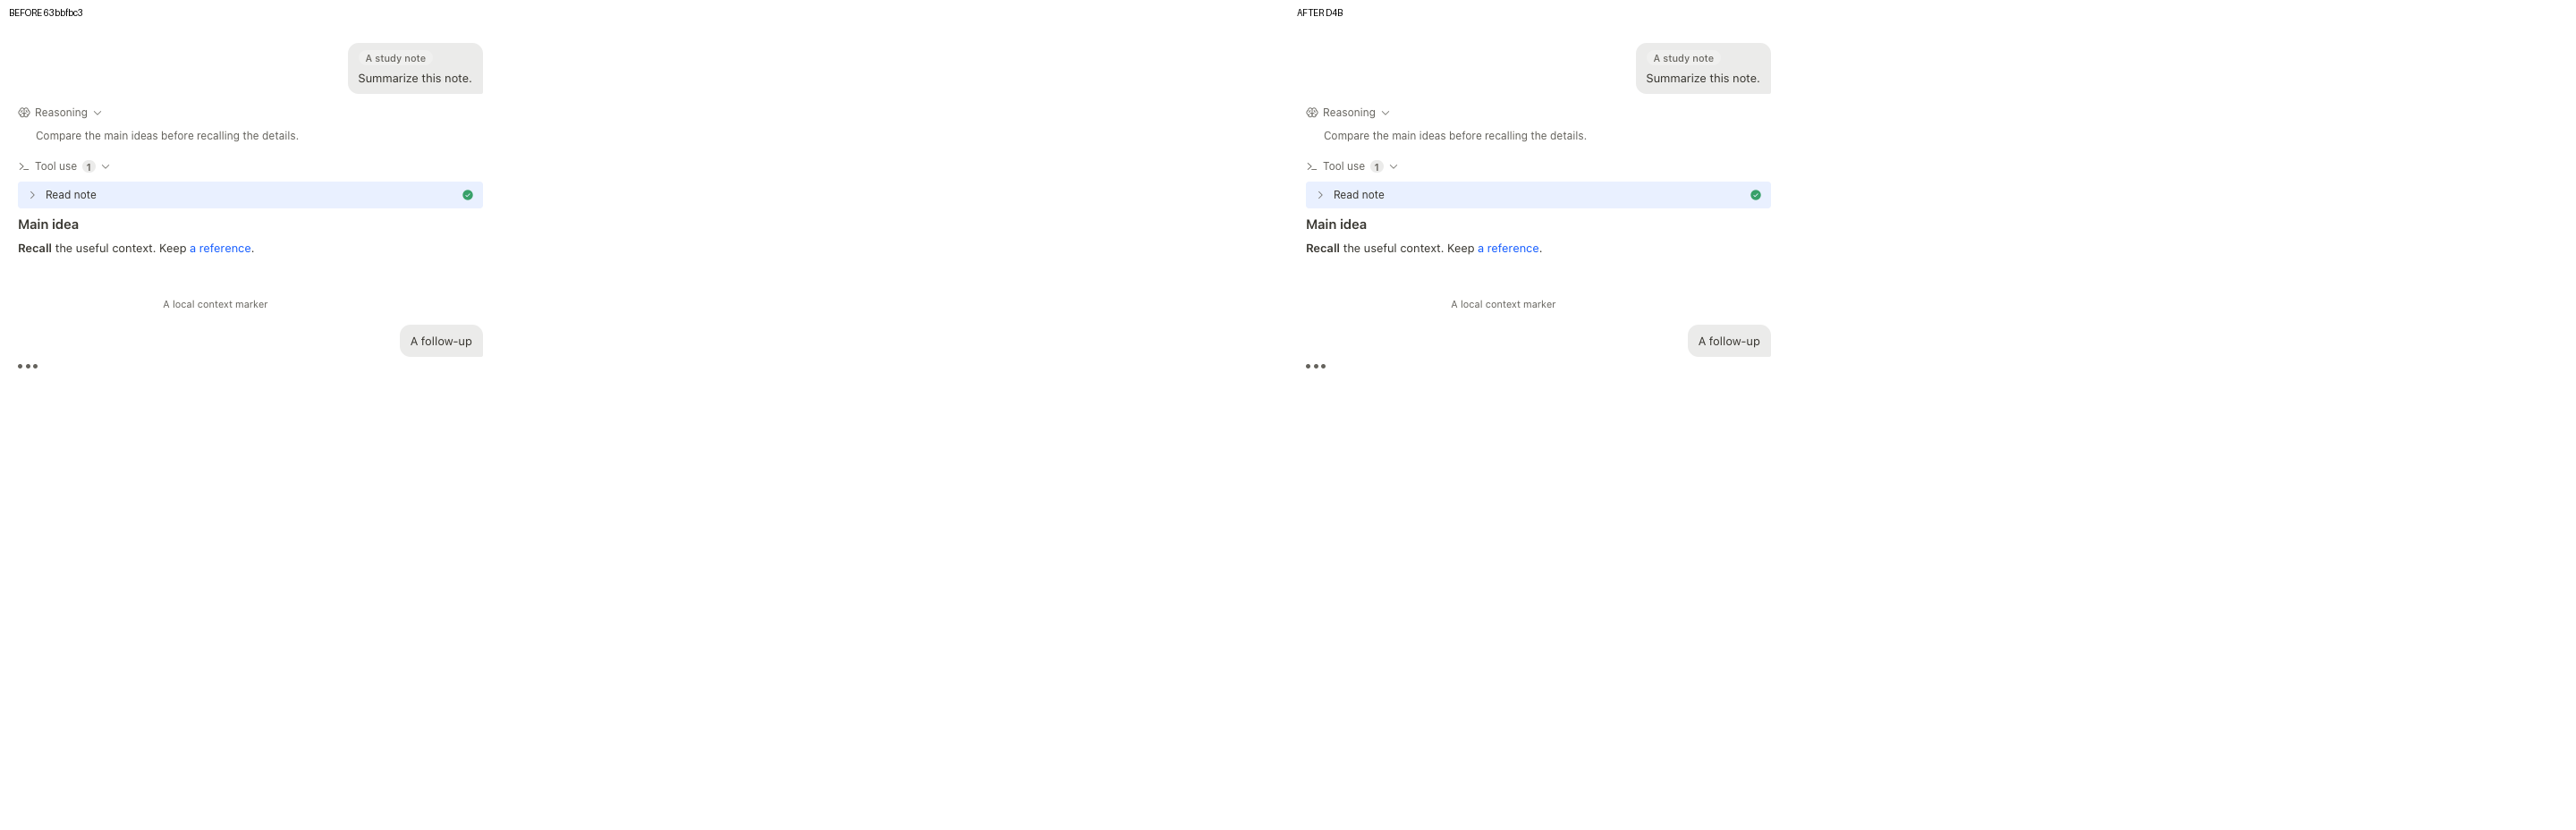 BEFORE 63bbfbc3
A study note
Summarize this note.
Reasoning
Compare the main ideas before recalling the details.
Tool use 1
Read note
Main idea
Recall the useful context. Keep a reference.
A local context marker
A follow-up
AFTER D4B
A study note
Summarize this note.
Reasoning
Compare the main ideas before recalling the details.
Tool use 1
Read note
Main idea
Recall the useful context. Keep a reference.
A local context marker
A follow-up